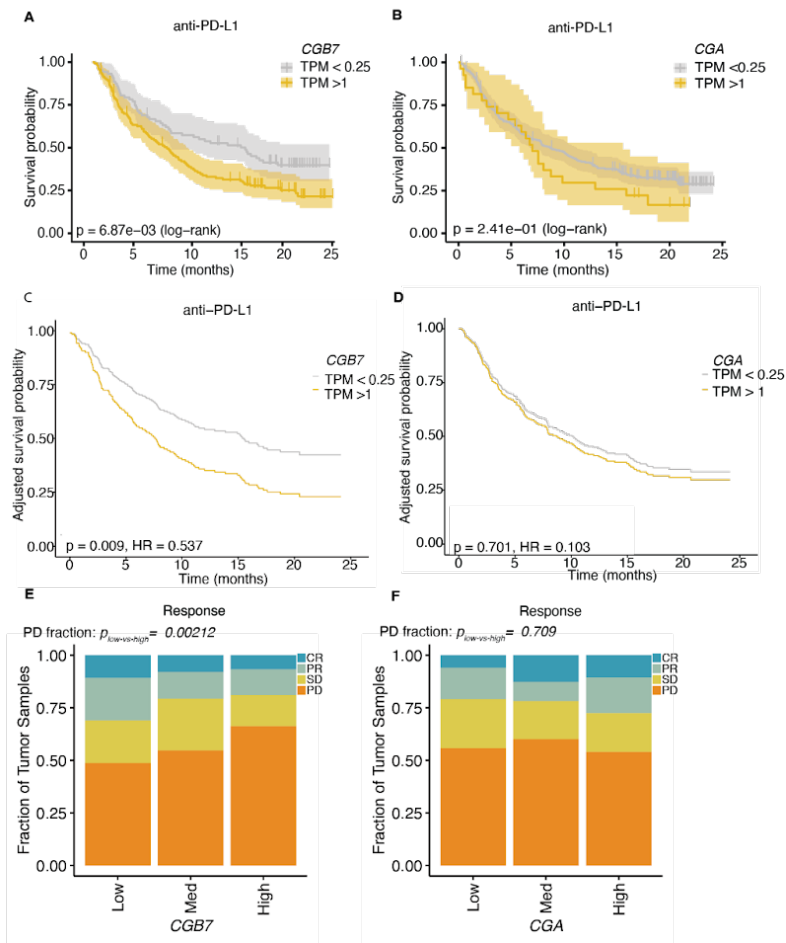 A
anti-PD-L1
CGB7
TPM < 0.25
TPM >1
Survival probability
1.00
0.75
0.50
0.25
0.00
p = 6.87e−03 (log−rank)
0 5 10 15 20 25
Time (months)
B
anti-PD-L1
CGA
TPM <0.25
TPM >1
Survival probability
1.00
0.75
0.50
0.25
0.00
p = 2.41e−01 (log−rank)
0 5 10 15 20 25
Time (months)
C
anti−PD-L1
CGB7
TPM < 0.25
TPM >1
Adjusted survival probability
1.00
0.75
0.50
0.25
0.00
p = 0.009, HR = 0.537
0 5 10 15 20 25
Time (months)
D
anti−PD-L1
CGA
TPM < 0.25
TPM > 1
Adjusted survival probability
1.00
0.75
0.50
0.25
0.00
p = 0.701, HR = 0.103
0 5 10 15 20 25
Time (months)
E
Response
PD fraction: p low-vs-high = 0.00212
CR
PR
SD
PD
Fraction of Tumor Samples
1.00
0.75
0.50
0.25
0.00
Low Med High
CGB7
F
Response
PD fraction: p low-vs-high = 0.709
CR
PR
SD
PD
Fraction of Tumor Samples
1.00
0.75
0.50
0.25
0.00
Low Med High
CGA